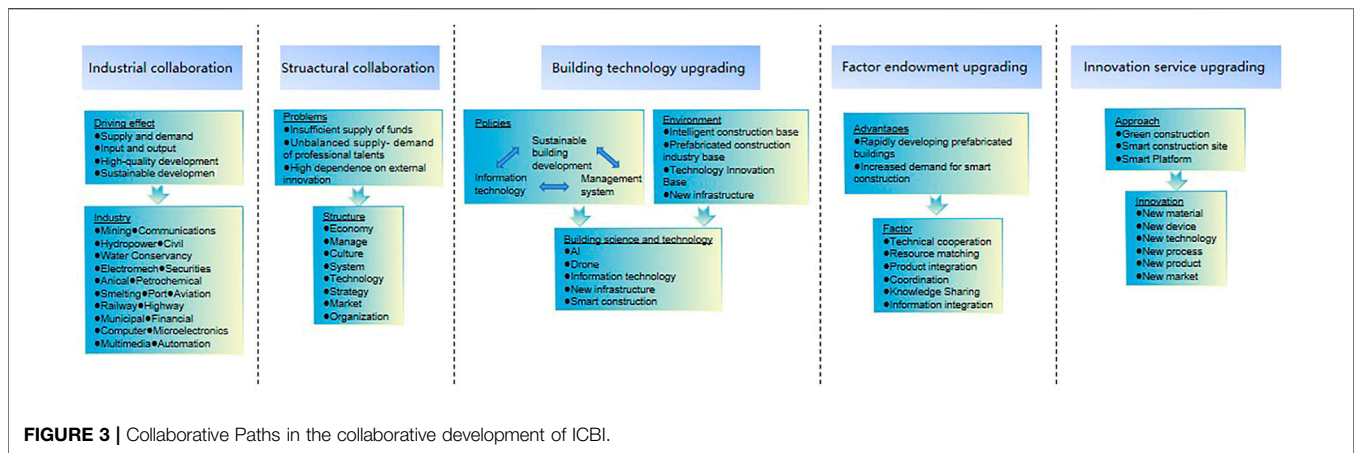 Industrial collaboration
Driving effect
●Supply and demand
●Input and output
●High-quality development
●Sustainable developmen
Industry
●Mining●Communications
●Hydropower●Civil
●Water Conservancy
●Electromech●Securities
●Anical●Petrochemical
●Smelting●Port●Aviation
●Railway●Highway
●Municipal●Financial
●Computer●Microelectronics
●Multimedia●Automation
Struactural collaboration
Problems
●Insufficient supply of funds
●Unbalanced supply- demand
of professional talents
●High dependence on external
innovation
Structure
●Economy
●Manage
●Culture
●System
●Technology
●Strategy
●Market
●Organization
Building technology upgrading
Policies
Sustainable
building
development
Information
technology
Management
system
Environment
●Intelligent construction base
●Prefabricated construction
industry base
●Technology Innovation
Base
●New infrastructure
Building science and technology
●AI
●Drone
●Information technology
●New infrastructure
●Smart construction
Factor endowment upgrading
Advantages
●Rapidly developing prefabricated
buildings
●Increased demand for smart
construction
Factor
●Technical cooperation
●Resource matching
●Product integration
●Coordination
●Knowledge Sharing
●Information integration
Innovation service upgrading
Approach
●Green construction
●Smart construction site
●Smart Platform
Innovation
●New material
●New device
●New technology
●New process
●New product
●New market
FIGURE 3 | Collaborative Paths in the collaborative development of ICBI.